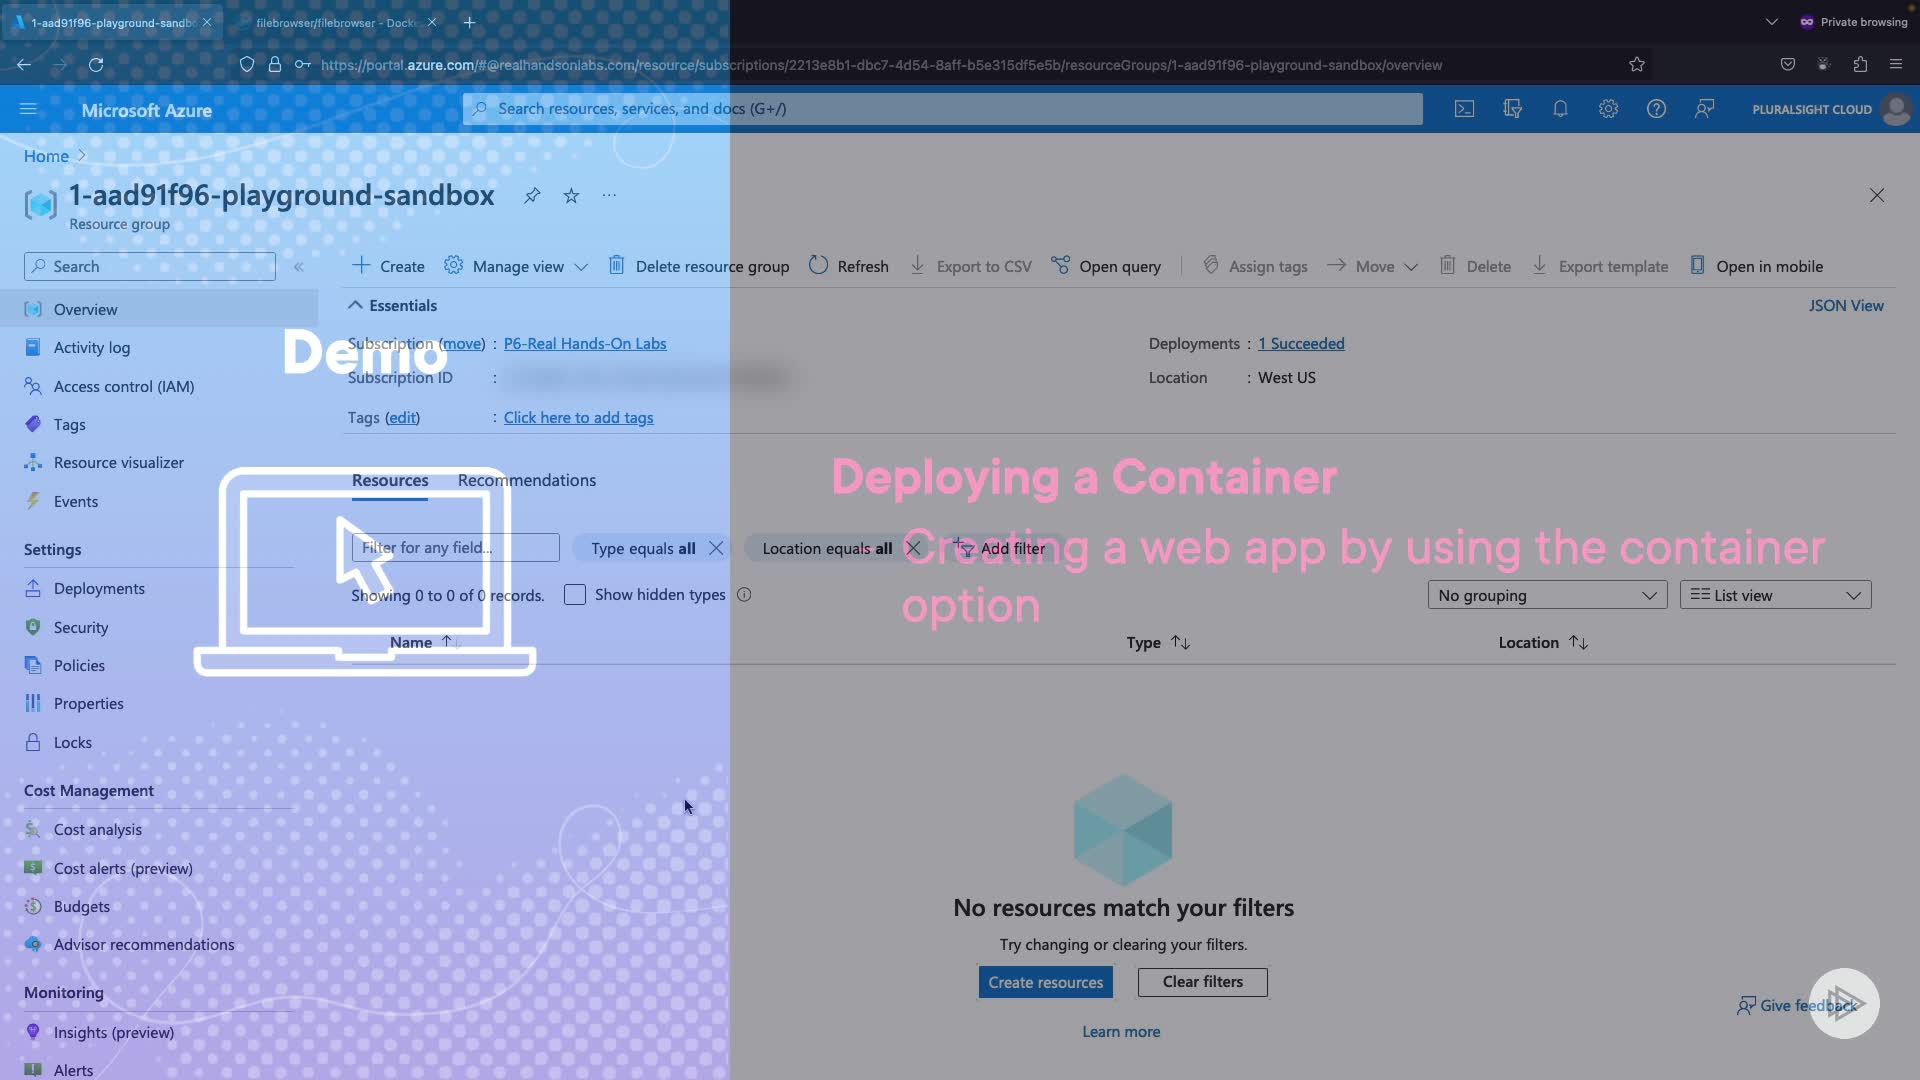 1-aad91f96-playground-sandbo
filebrowser/filebrowser - Docke
Private browsing
https://portal.azure.com/#@realhandsonlabs.com/resource/subscriptions/2213e8b1-dbc7-4d54-8aff-b5e315df5e5b/resourceGroups/1-aad91f96-playground-sandbox/overview
Microsoft Azure
Search resources, services, and docs (G+/)
PLURALSIGHT CLOUD
Home
1-aad91f96-playground-sandbox
Resource group
Search
Create
Manage view
Delete resource group
Refresh
Export to CSV
Open query
Assign tags
Move
Delete
Export template
Open in mobile
Overview
Activity log
Access control (IAM)
Tags
Resource visualizer
Events
Settings
Deployments
Security
Policies
Properties
Locks
Cost Management
Cost analysis
Cost alerts (preview)
Budgets
Advisor recommendations
Monitoring
Insights (preview)
Alerts
Essentials
JSON View
Subscription (move) : P6-Real Hands-On Labs
Deployments : 1 Succeeded
Subscription ID :
Location : West US
Tags (edit) : Click here to add tags
Demo
Resources
Recommendations
Deploying a Container
Creating a web app by using the container
option
Filter for any field...
Type equals all
Location equals all
Add filter
Showing 0 to 0 of 0 records.
Show hidden types
No grouping
List view
Name
Type
Location
No resources match your filters
Try changing or clearing your filters.
Create resources
Clear filters
Learn more
Give feedback